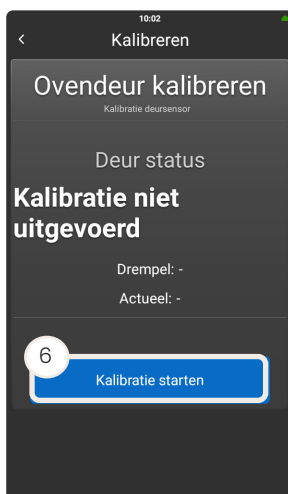 10:02
Kalibreren
Ovendeur kalibreren
Kalibratie deursensor
Deur status
Kalibratie niet
uitgevoerd
Drempel: -
Actueel: -
6
Kalibratie starten